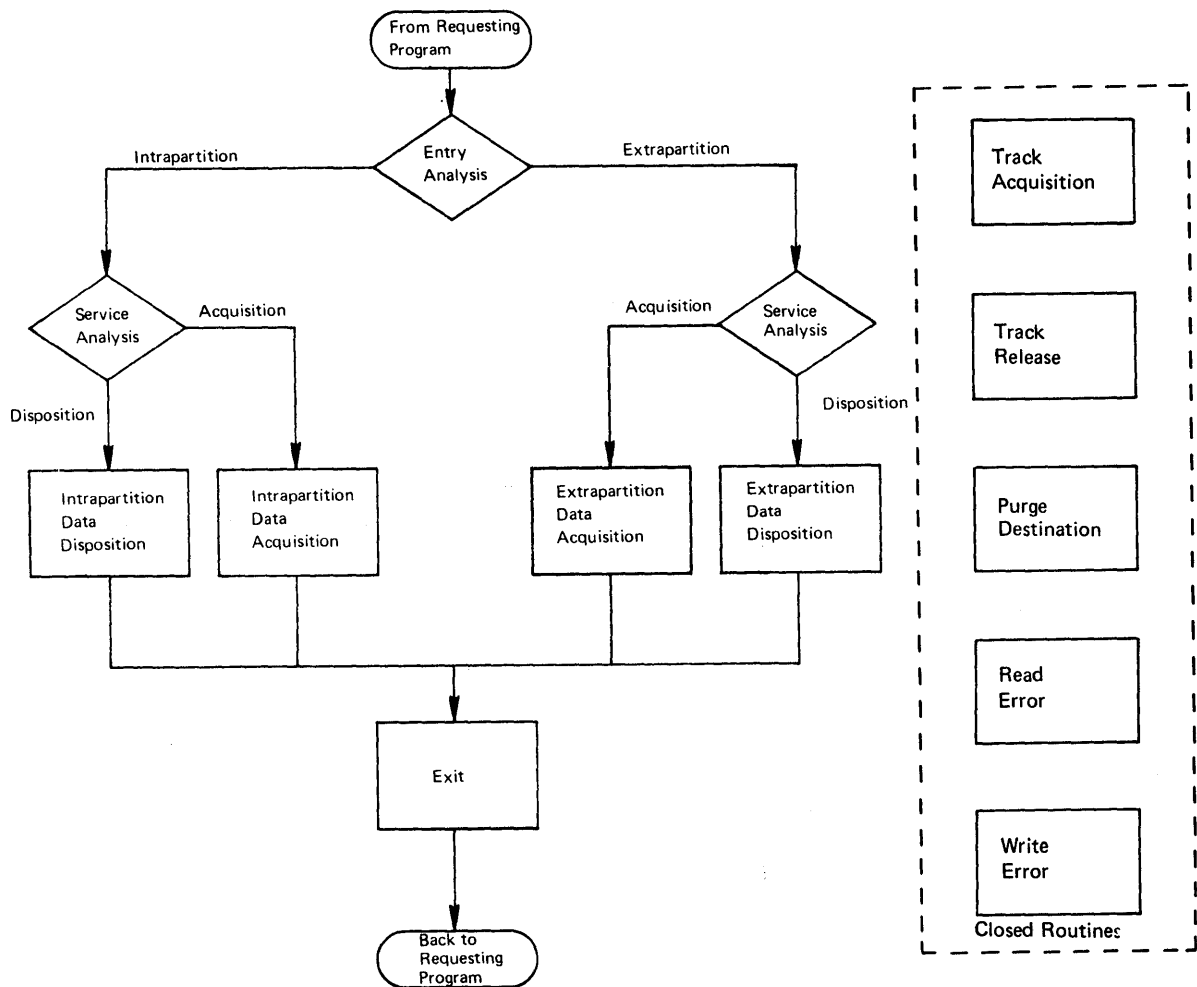 From Requesting
Program
Entry
Analysis
Intrapartition
Extrapartition
Service
Analysis
Acquisition
Disposition
Acquisition
Service
Analysis
Disposition
Intrapartition
Data
Disposition
Intrapartition
Data
Acquisition
Extrapartition
Data
Acquisition
Extrapartition
Data
Disposition
Exit
Back to
Requesting
Program
Track
Acquisition
Track
Release
Purge
Destination
Read
Error
Write
Error
Closed Routines